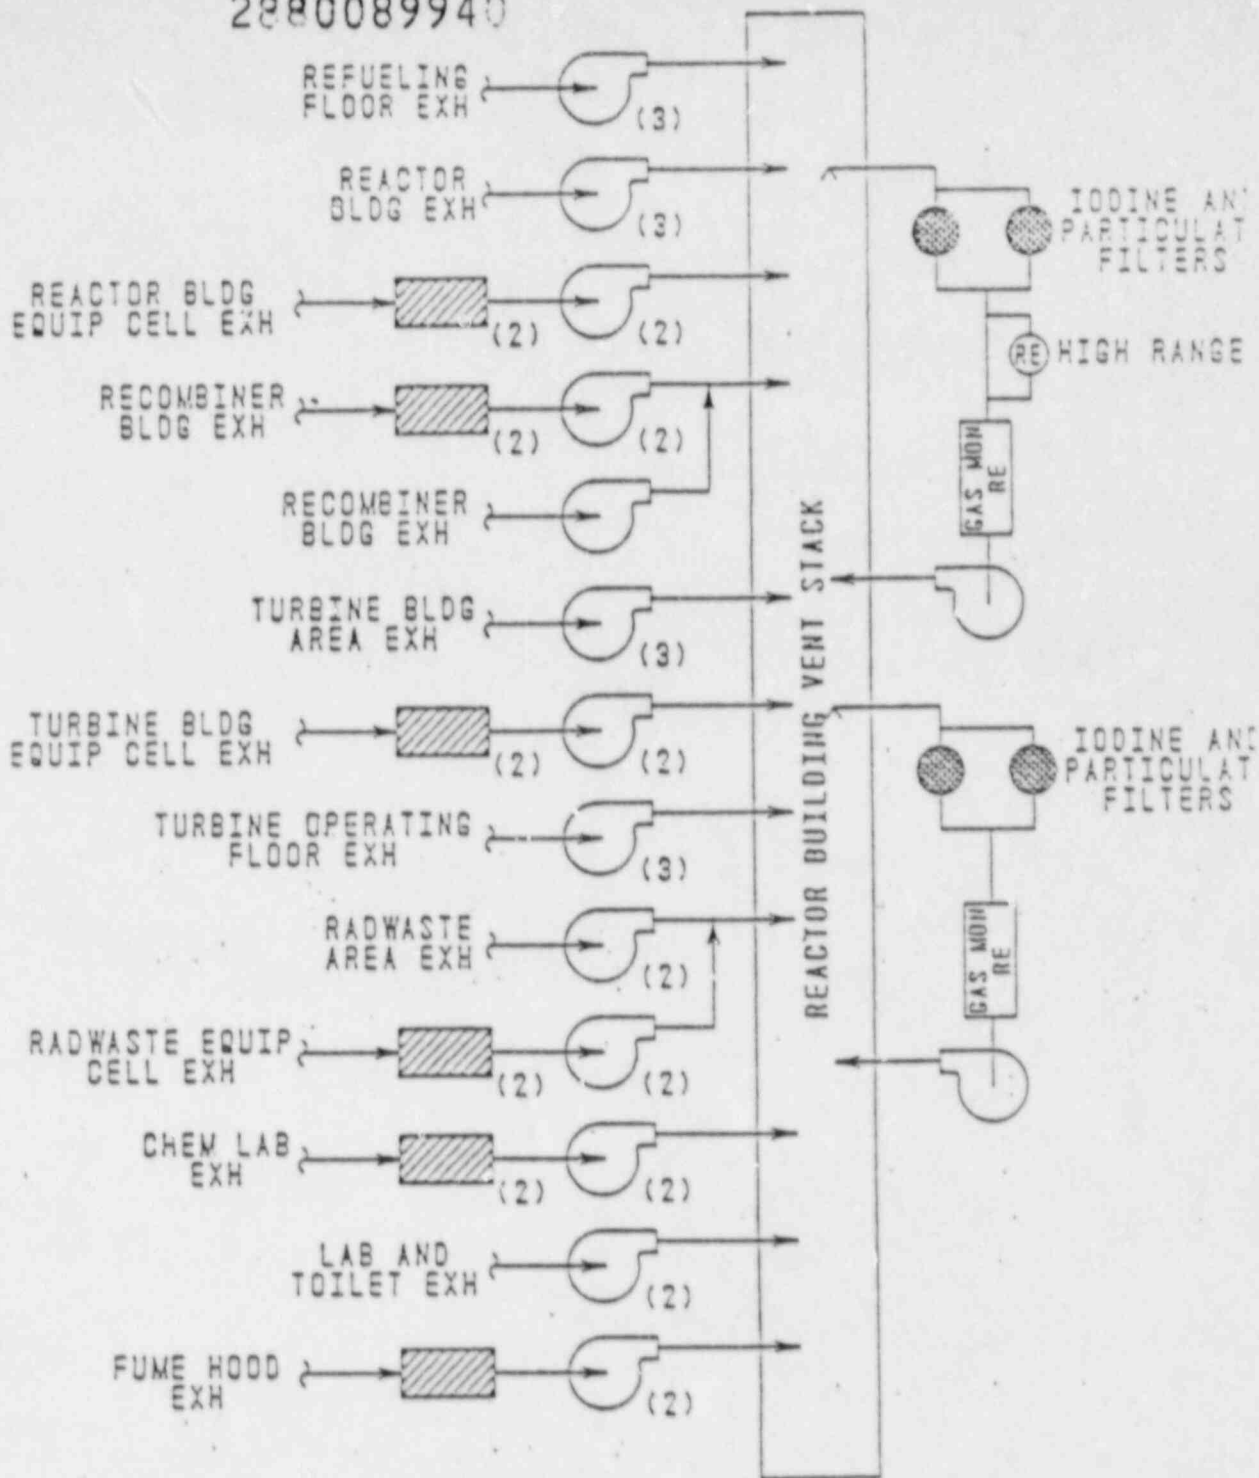 2880089940
REFUELING
FLOOR EXH
(3)
REACTOR
BLDG EXH
(3)
REACTOR BLDG
EQUIP CELL EXH
(2)
(2)
RECOMBINER
BLDG EXH
(2)
(2)
RECOMBINER
BLDG EXH
TURBINE BLDG
AREA EXH
(3)
TURBINE BLDG
EQUIP CELL EXH
(2)
(2)
TURBINE OPERATING
FLOOR EXH
(3)
RADWASTE
AREA EXH
(2)
RADWASTE EQUIP
CELL EXH
(2)
(2)
CHEM LAB
EXH
(2)
(2)
LAB AND
TOILET EXH
(2)
FUME HOOD
EXH
(2)
REACTOR BUILDING VENT STACK
IODINE AND
PARTICULAT
FILTERS
RE
HIGH RANGE
GAS MON
RE
IODINE AND
PARTICULAT
FILTERS
GAS MON
RE